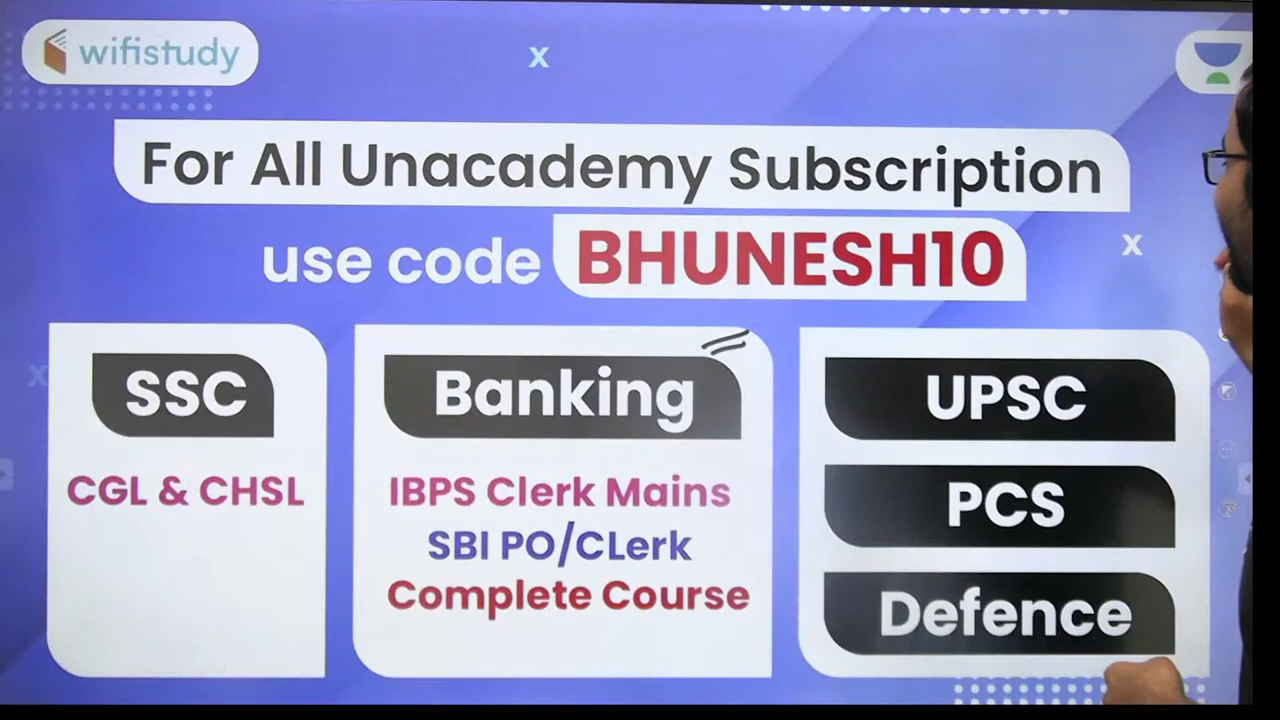 wifistudy
For All Unacademy Subscription
use code BHUNESH10
SSC
CGL & CHSL
Banking
IBPS Clerk Mains
SBI PO/CLerk
Complete Course
UPSC
PCS
Defence